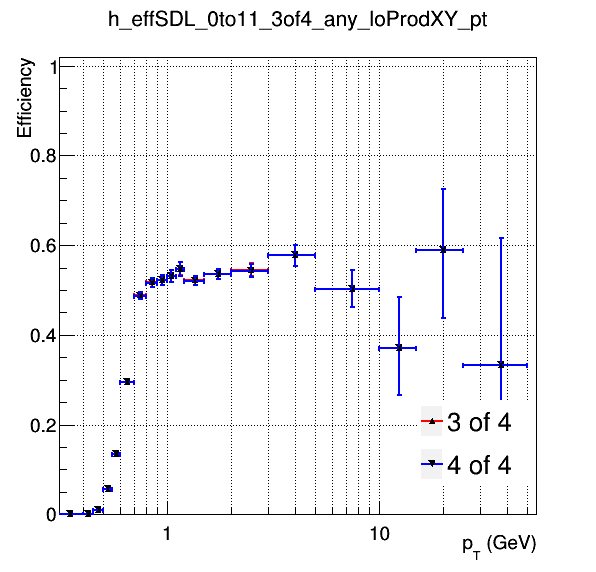 h_effSDL_0to11_3of4_any_loProdXY_pt
Efficiency
1
0.8
0.6
0.4
0.2
0
3 of 4
4 of 4
1
10
p_T (GeV)